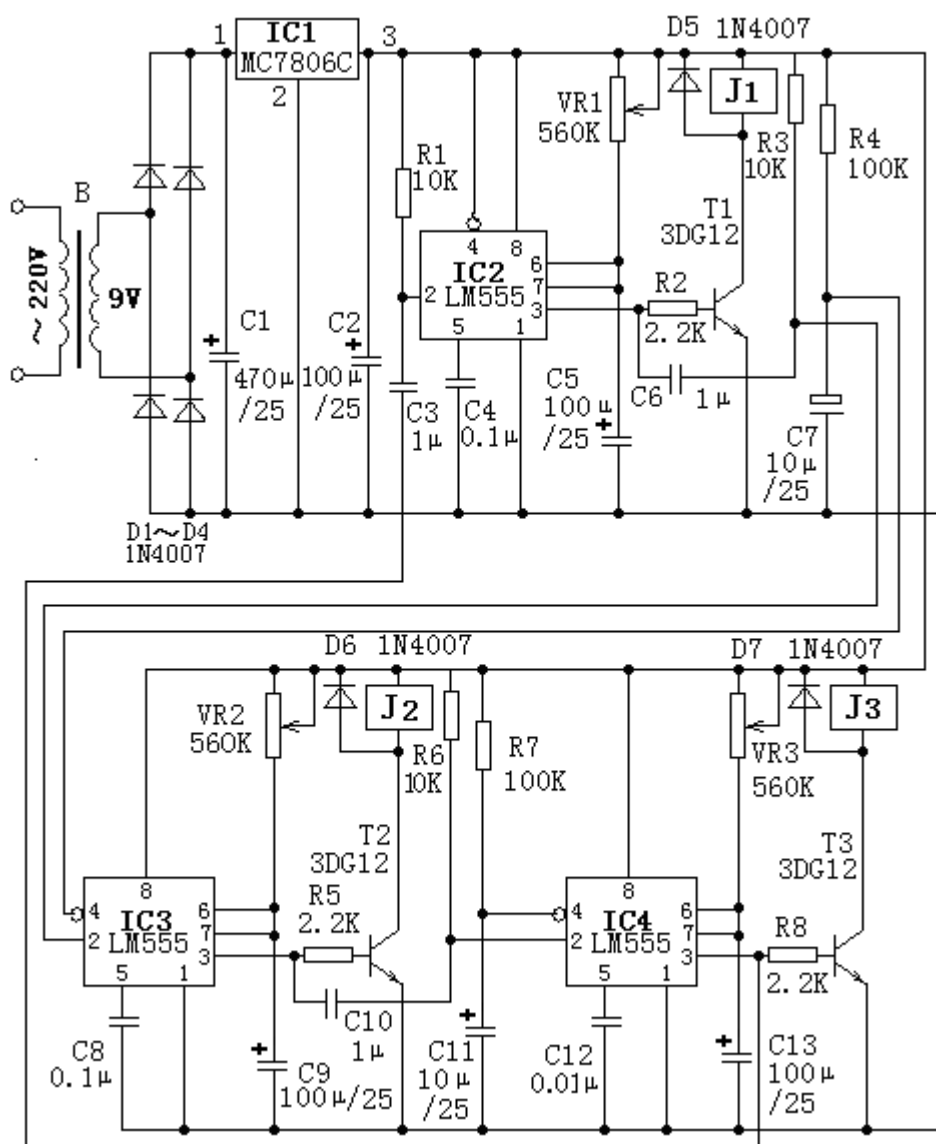 D5 1N4007
1 IC1 3
MC7806C
2
J1
VR1
560K
R3
10K
R4
100K
R1
10K
B
T1
3DG12
4 8
IC2
2 LM555
6
7
3
5 1
R2
2.2K
~220V
9V
C1
470μ
/25
C2
100μ
/25
C3
1μ
C4
0.1μ
C5
100μ
/25
C6 1μ
C7
10μ
/25
D1~D4
1N4007
D6 1N4007
D7 1N4007
VR2
560K
J2
R6
10K
R7
100K
VR3
560K
J3
T2
3DG12
T3
3DG12
8
4 IC3 6
2 LM555 7
3
5 1
R5
2.2K
8
4 IC4 6
2 LM555 7
3
5 1
R8
2.2K
C8
0.1μ
C9
100μ/25
C10
1μ
C11
10μ
/25
C12
0.01μ
C13
100μ
/25